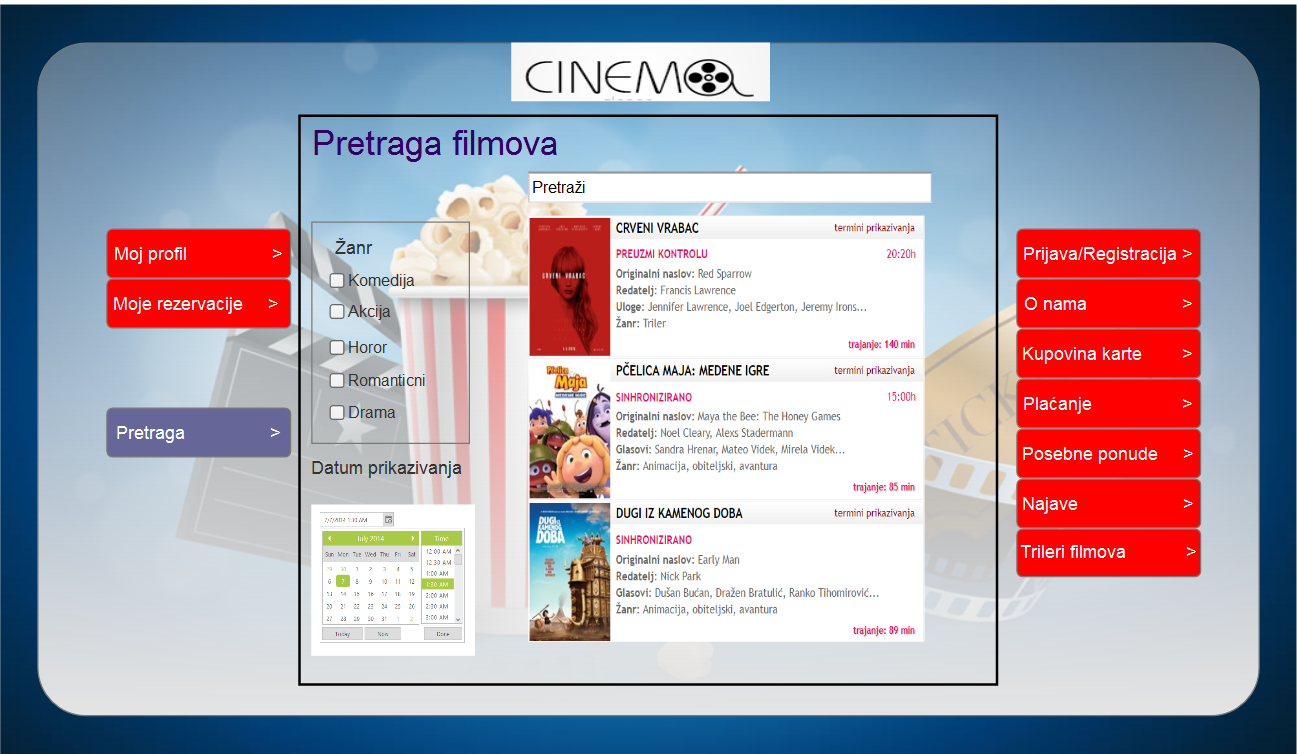 CINEMA
Pretraga filmova
Pretraži
Moj profil >
Moje rezervacije >
Pretraga >
Žanr
Komedija
Akcija
Horor
Romanticni
Drama
Datum prikazivanja
7/7/2014 1:30 AM
July 2014 Time
Sun Mon Tue Wed Thu Fri Sat
29 30 1 2 3 4 5
6 7 8 9 10 11 12
13 14 15 16 17 18 19
20 21 22 23 24 25 26
27 28 29 30 31 1 2
12:00 AM
12:30 AM
1:00 AM
1:30 AM
2:00 AM
2:30 AM
3:00 AM
Today Now Done
CRVENI VRABAC
CRVENI VRABAC termini prikazivanja
PREUZMI KONTROLU 20:20h
Originalni naslov: Red Sparrow
Redatelj: Francis Lawrence
Uloge: Jennifer Lawrence, Joel Edgerton, Jeremy Irons...
Žanr: Triler
trajanje: 140 min
Pčelica
Maja
MEDENE IGRE
PČELICA MAJA: MEDENE IGRE termini prikazivanja
SINHRONIZIRANO 15:00h
Originalni naslov: Maya the Bee: The Honey Games
Redatelj: Noel Cleary, Alexs Stadermann
Glasovi: Sandra Hrenar, Mateo Videk, Mirela Videk...
Žanr: Animacija, obiteljski, avantura
trajanje: 85 min
DUGI IZ
KAMENOG
DOBA
DUGI IZ KAMENOG DOBA termini prikazivanja
SINHRONIZIRANO
Originalni naslov: Early Man
Redatelj: Nick Park
Glasovi: Dušan Bućan, Dražen Bratulić, Ranko Tihomirović...
Žanr: Animacija, obiteljski, avantura
trajanje: 89 min
Prijava/Registracija >
O nama >
Kupovina karte >
Plaćanje >
Posebne ponude >
Najave >
Trileri filmova >